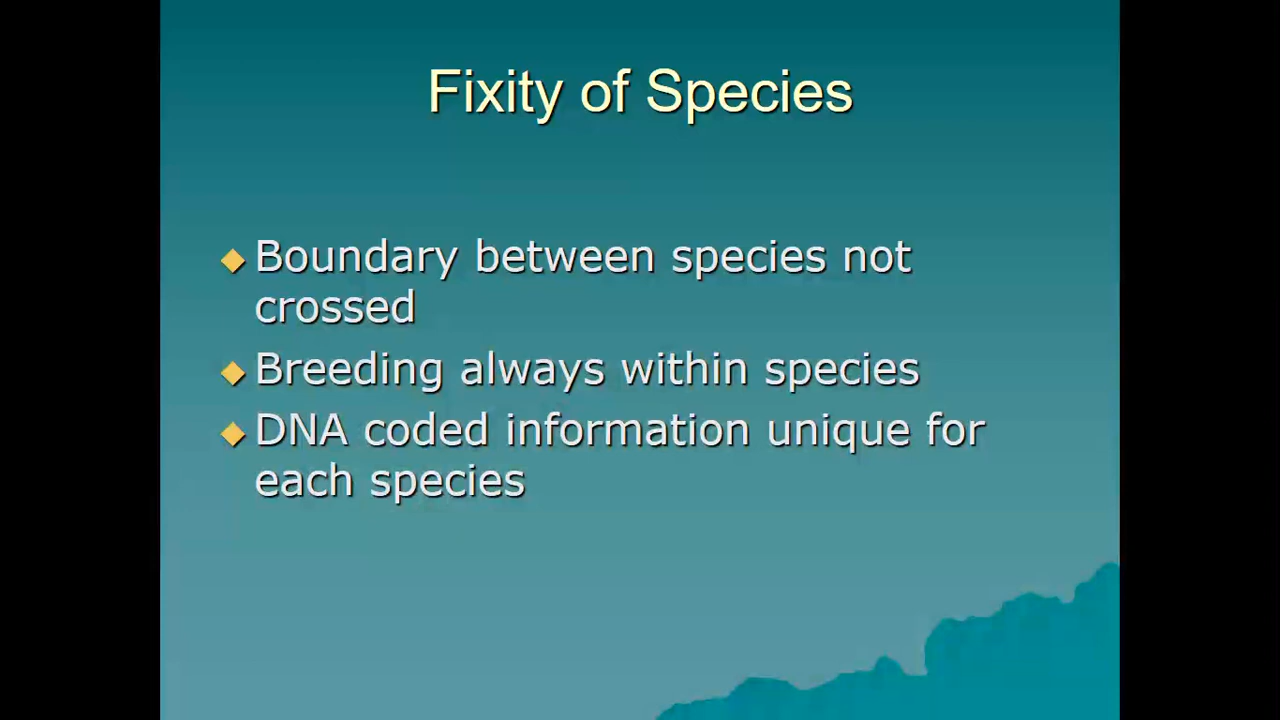 Fixity of Species
Boundary between species not
crossed
Breeding always within species
DNA coded information unique for
each species